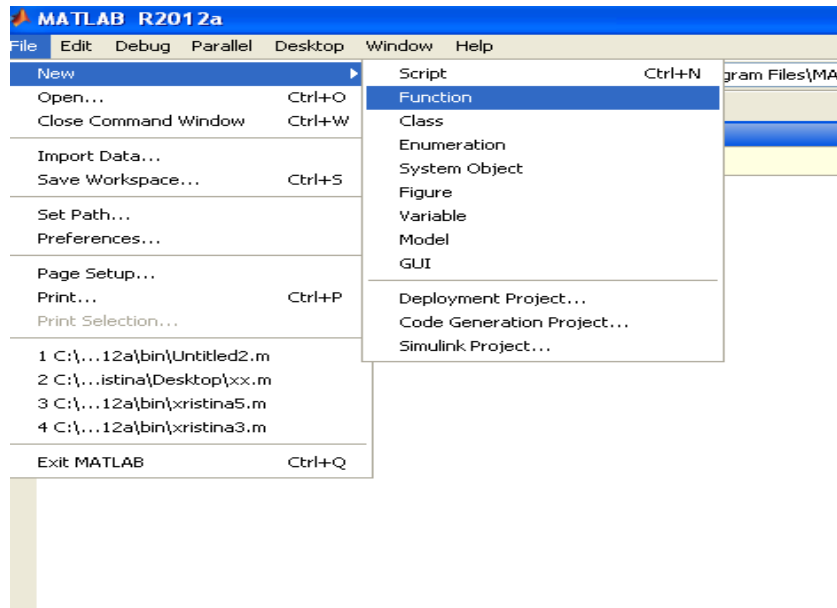 MATLAB R2012a
File Edit Debug Parallel Desktop Window Help
New
Open... Ctrl+O
Close Command Window Ctrl+W
Import Data...
Save Workspace... Ctrl+S
Set Path...
Preferences...
Page Setup...
Print... Ctrl+P
Print Selection...
1 C:\...12a\bin\Untitled2.m
2 C:\...istina\Desktop\xx.m
3 C:\...12a\bin\xristina5.m
4 C:\...12a\bin\xristina3.m
Exit MATLAB Ctrl+Q
Script Ctrl+N
Function
Class
Enumeration
System Object
Figure
Variable
Model
GUI
Deployment Project...
Code Generation Project...
Simulink Project...
gram Files\MA